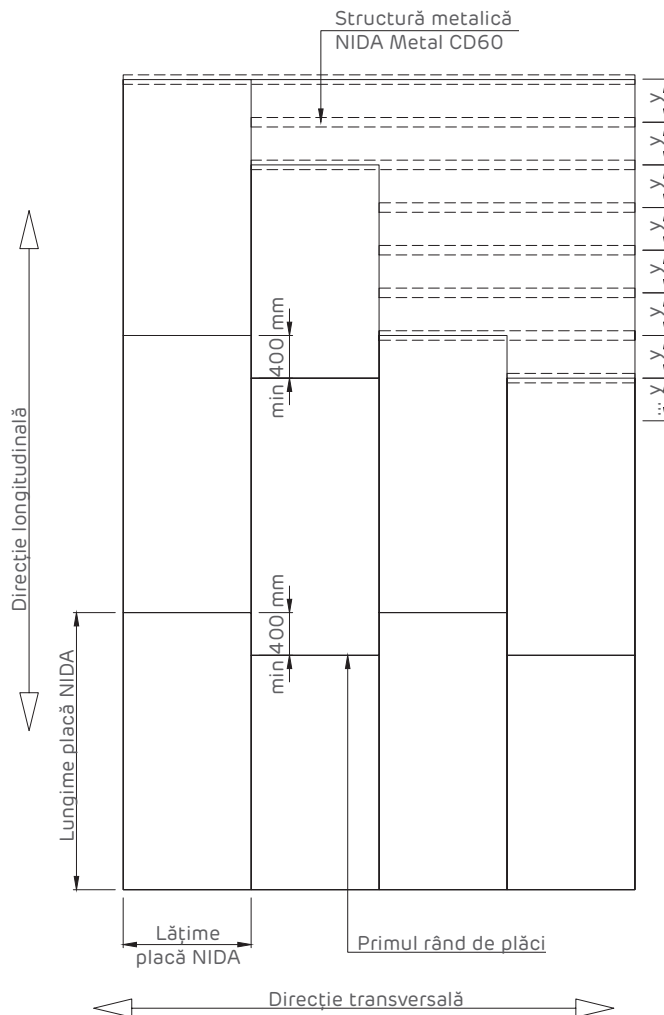 Structură metalică
NIDA Metal CD60
y
y
y
y
y
y
y
y
...
min 400 mm
min 400 mm
Direcție longitudinală
Lungime placă NIDA
Lățime
placă NIDA
Primul rând de plăci
Direcție transversală